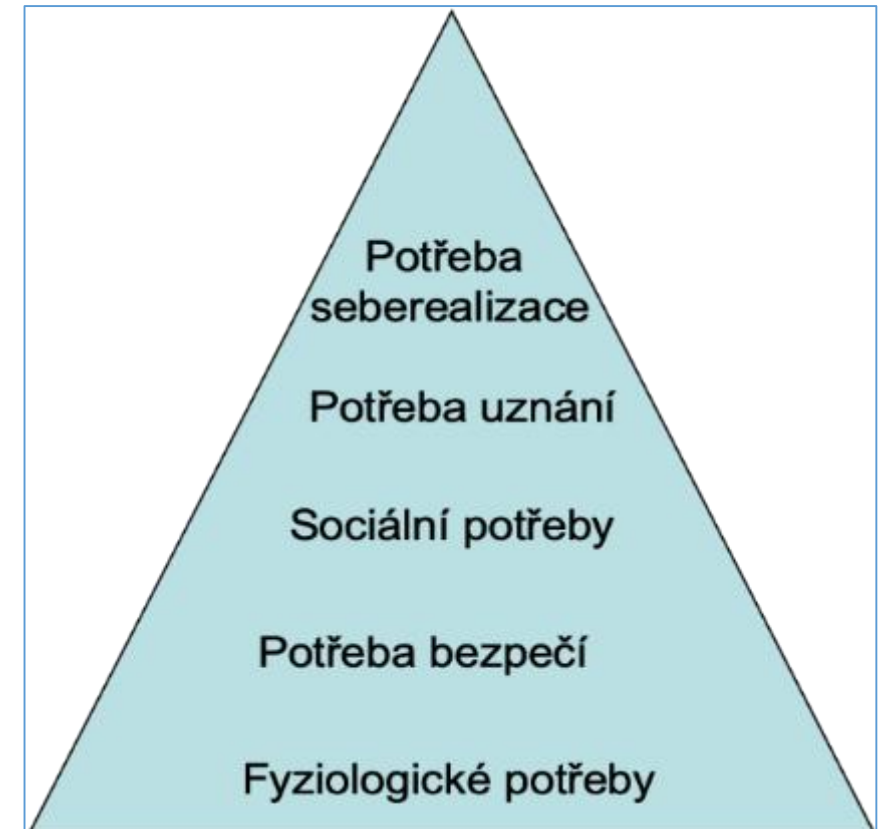 Potřeba
seberealizace
Potřeba uznání
Sociální potřeby
Potřeba bezpečí
Fyziologické potřeby